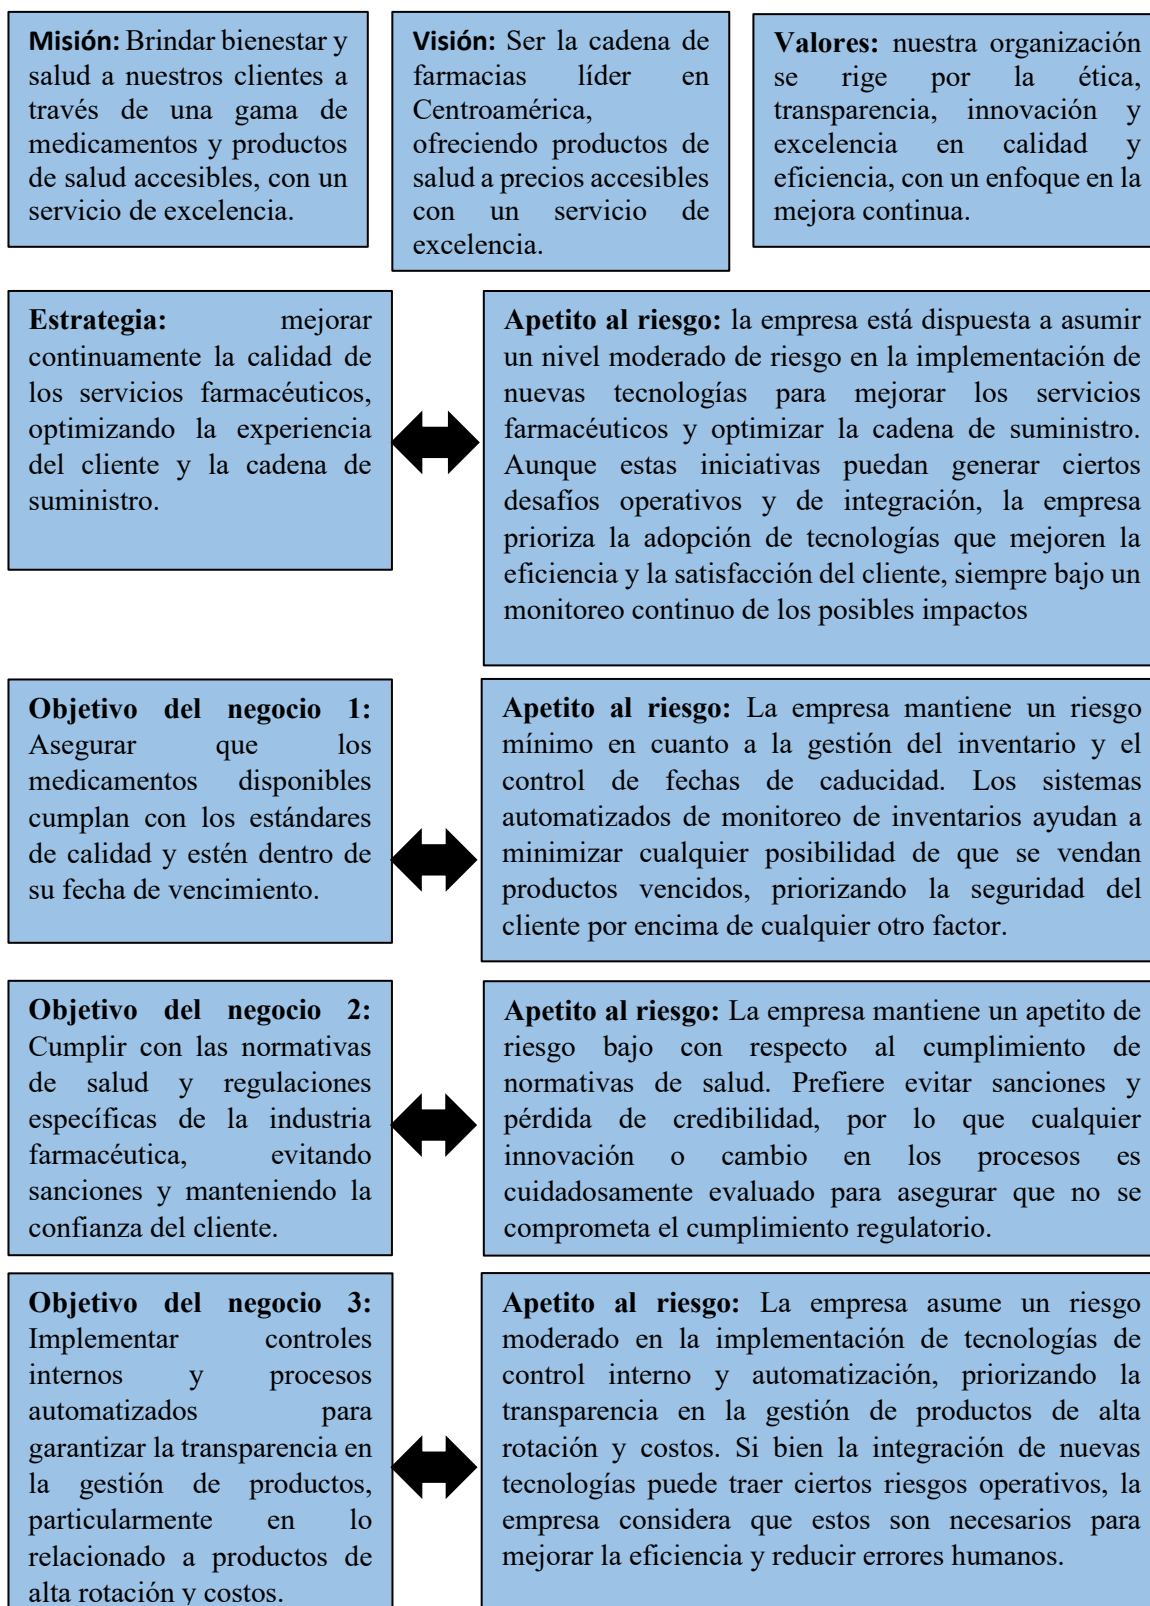 Misión: Brindar bienestar y
salud a nuestros clientes a
través de una gama de
medicamentos y productos
de salud accesibles, con un
servicio de excelencia.
Visión: Ser la cadena de
farmacias líder en
Centroamérica,
ofreciendo productos de
salud a precios accesibles
con un servicio de
excelencia.
Valores: nuestra organización
se rige por la ética,
transparencia, innovación y
excelencia en calidad y
eficiencia, con un enfoque en la
mejora continua.
Estrategia: mejorar
continuamente la calidad de
los servicios farmacéuticos,
optimizando la experiencia
del cliente y la cadena de
suministro.
Apetito al riesgo: la empresa está dispuesta a asumir
un nivel moderado de riesgo en la implementación de
nuevas tecnologías para mejorar los servicios
farmacéuticos y optimizar la cadena de suministro.
Aunque estas iniciativas puedan generar ciertos
desafíos operativos y de integración, la empresa
prioriza la adopción de tecnologías que mejoren la
eficiencia y la satisfacción del cliente, siempre bajo un
monitoreo continuo de los posibles impactos
Objetivo del negocio 1:
Asegurar que los
medicamentos disponibles
cumplan con los estándares
de calidad y estén dentro de
su fecha de vencimiento.
Apetito al riesgo: La empresa mantiene un riesgo
mínimo en cuanto a la gestión del inventario y el
control de fechas de caducidad. Los sistemas
automatizados de monitoreo de inventarios ayudan a
minimizar cualquier posibilidad de que se vendan
productos vencidos, priorizando la seguridad del
cliente por encima de cualquier otro factor.
Objetivo del negocio 2:
Cumplir con las normativas
de salud y regulaciones
específicas de la industria
farmacéutica, evitando
sanciones y manteniendo la
confianza del cliente.
Apetito al riesgo: La empresa mantiene un apetito de
riesgo bajo con respecto al cumplimiento de
normativas de salud. Prefiere evitar sanciones y
pérdida de credibilidad, por lo que cualquier
innovación o cambio en los procesos es
cuidadosamente evaluado para asegurar que no se
comprometa el cumplimiento regulatorio.
Objetivo del negocio 3:
Implementar controles
internos y procesos
automatizados para
garantizar la transparencia en
la gestión de productos,
particularmente en lo
relacionado a productos de
alta rotación y costos.
Apetito al riesgo: La empresa asume un riesgo
moderado en la implementación de tecnologías de
control interno y automatización, priorizando la
transparencia en la gestión de productos de alta
rotación y costos. Si bien la integración de nuevas
tecnologías puede traer ciertos riesgos operativos, la
empresa considera que estos son necesarios para
mejorar la eficiencia y reducir errores humanos.